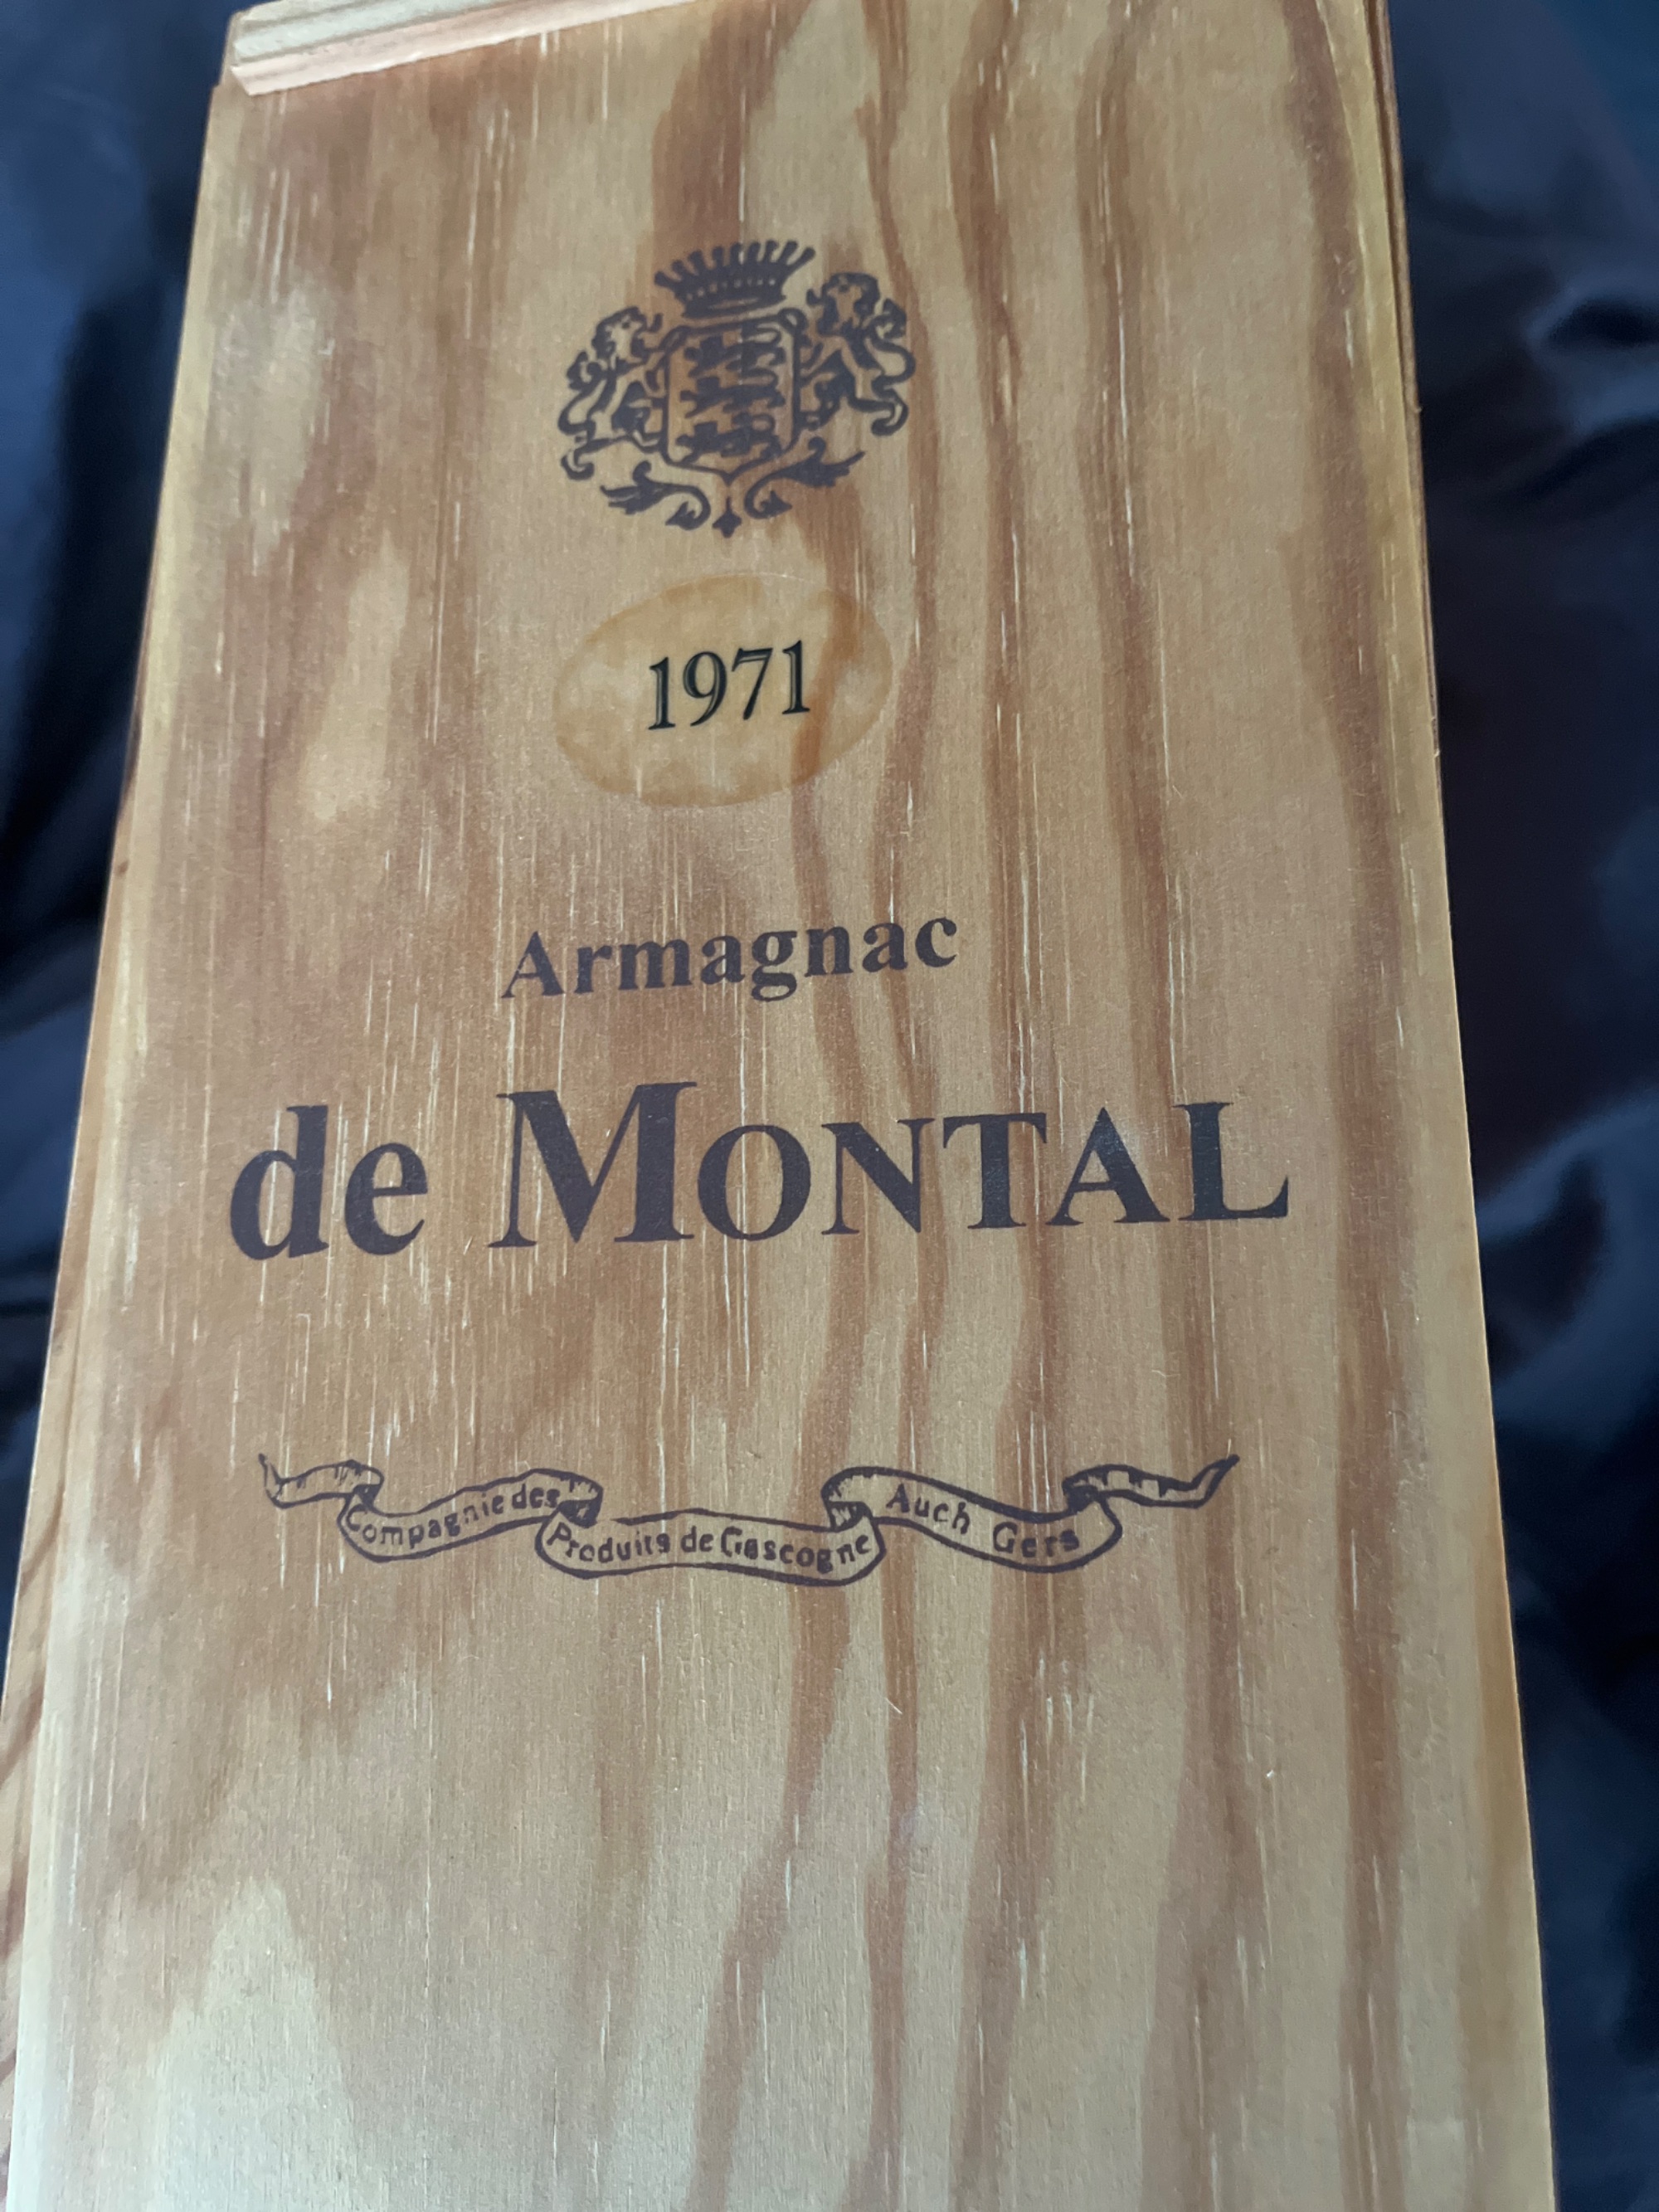 1971
Armagnac
de MONTAL
Compagnie des Produits de Gascogne Auch Gers